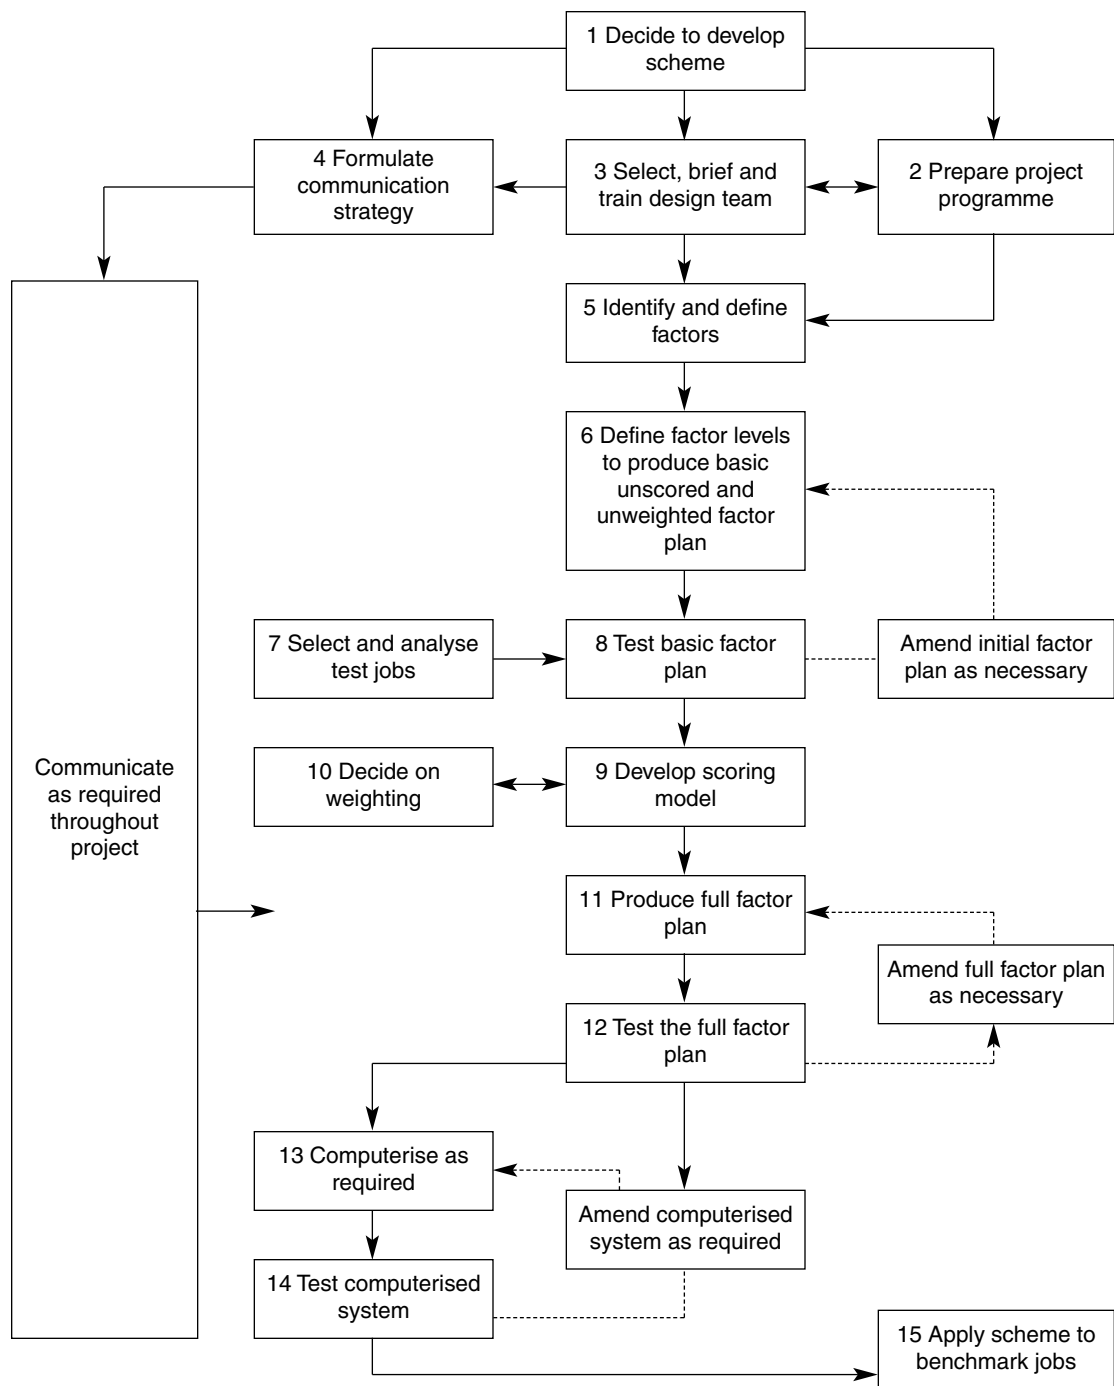 1 Decide to develop
scheme
4 Formulate
communication
strategy
3 Select, brief and
train design team
2 Prepare project
programme
5 Identify and define
factors
6 Define factor levels
to produce basic
unscored and
unweighted factor
plan
7 Select and analyse
test jobs
8 Test basic factor
plan
Amend initial factor
plan as necessary
Communicate
as required
throughout
project
10 Decide on
weighting
9 Develop scoring
model
11 Produce full factor
plan
Amend full factor plan
as necessary
12 Test the full factor
plan
13 Computerise as
required
Amend computerised
system as required
14 Test computerised
system
15 Apply scheme to
benchmark jobs